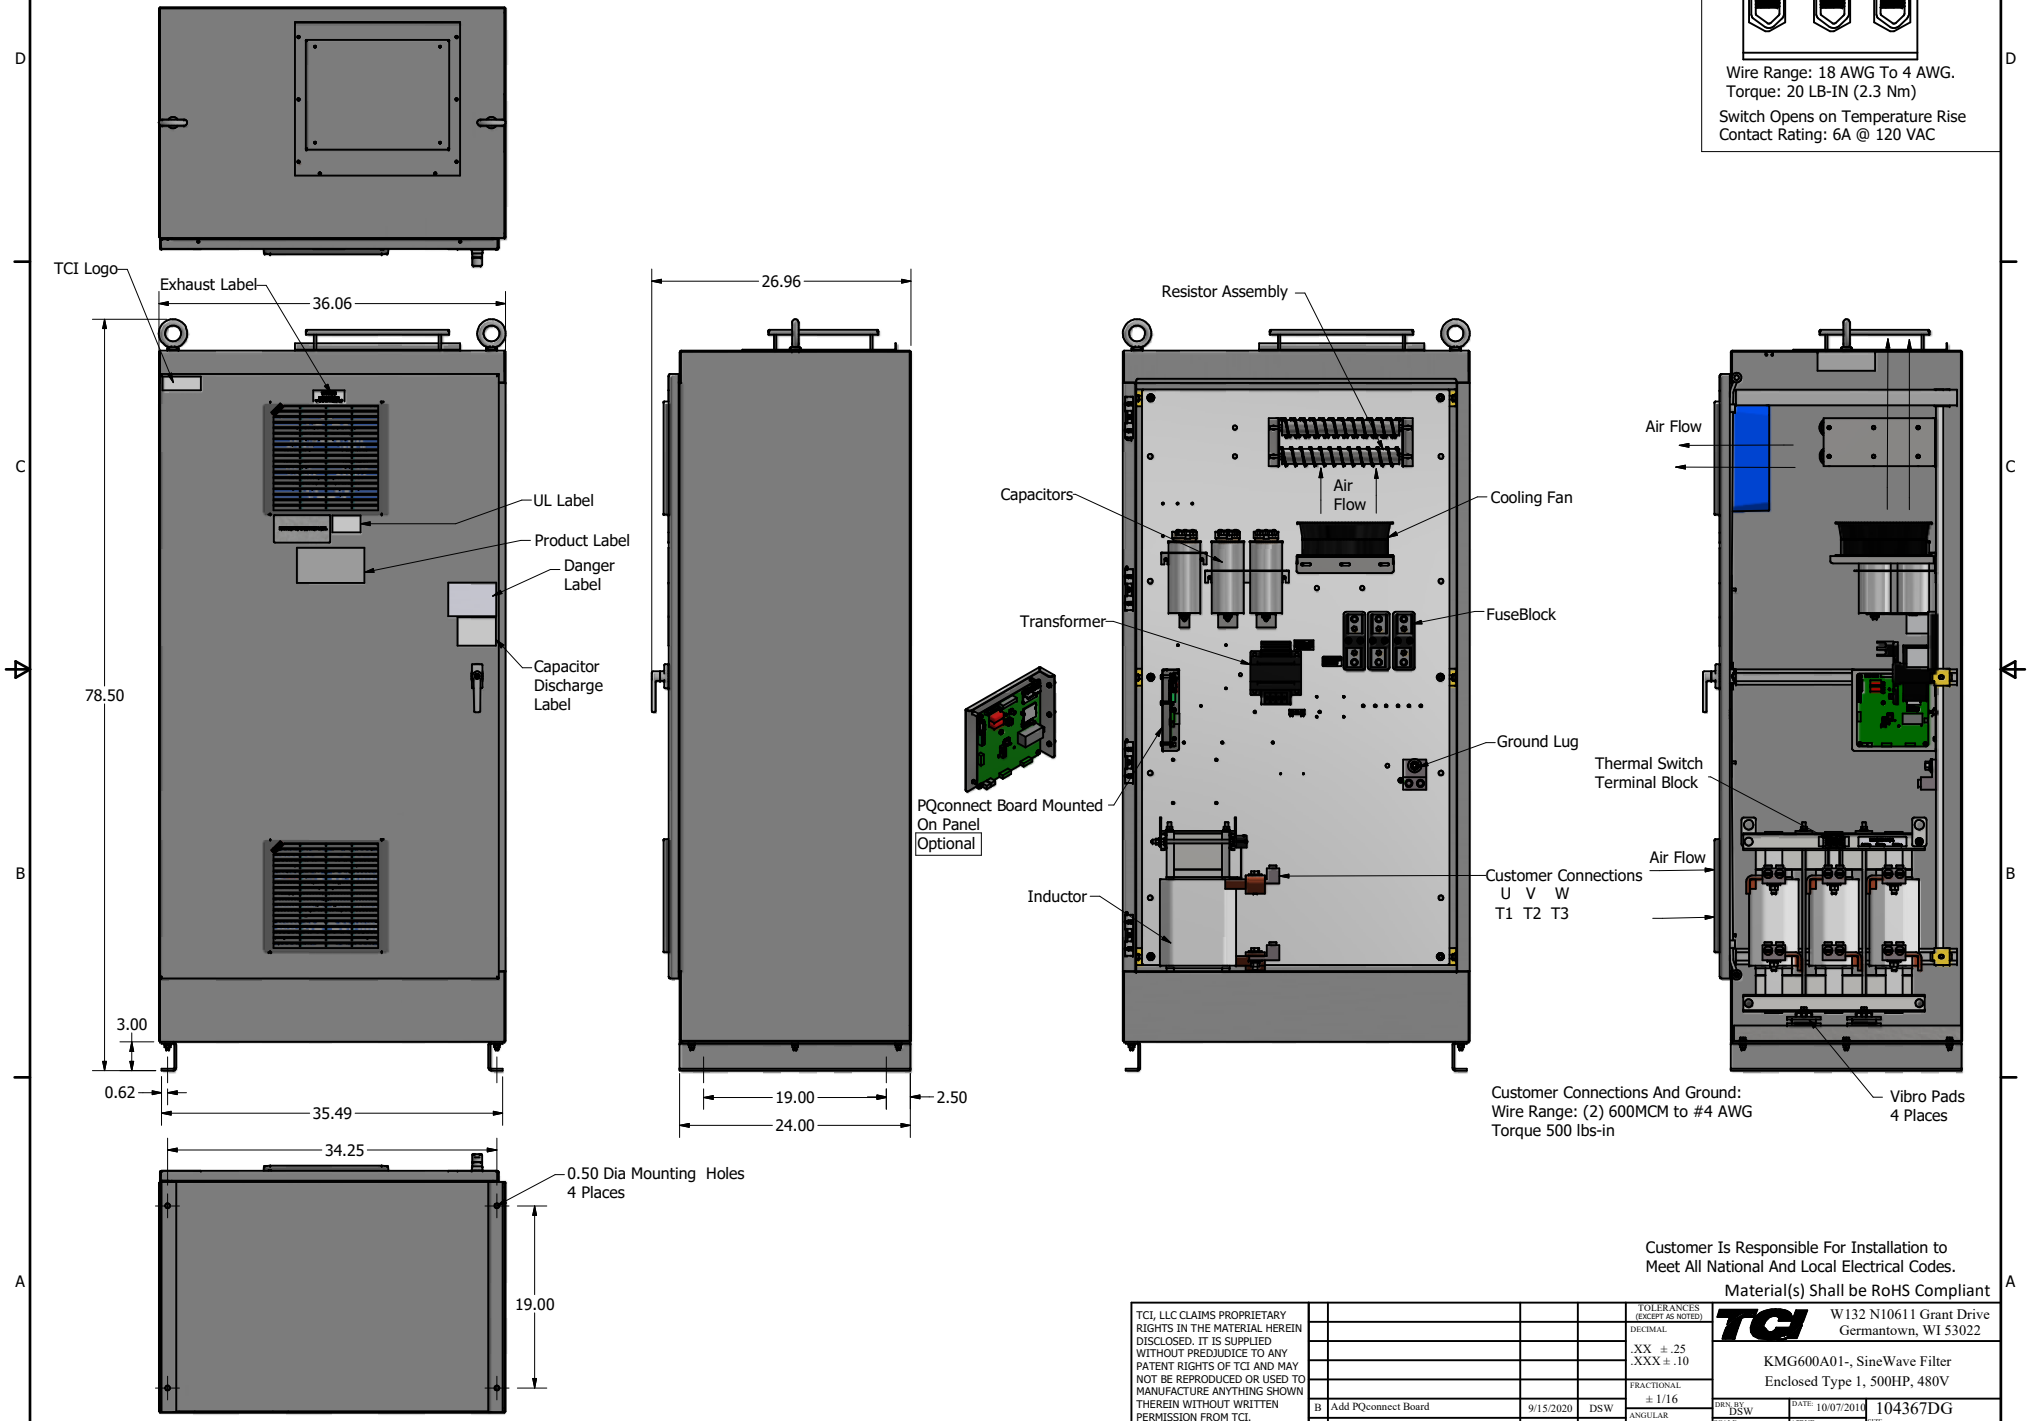 D
D
Wire Range: 18 AWG To 4 AWG.
Torque: 20 LB-IN (2.3 Nm)
Switch Opens on Temperature Rise
Contact Rating: 6A @ 120 VAC
TCI Logo
Exhaust Label
36.06
26.96
Resistor Assembly
Air Flow
C
C
UL Label
Capacitors
Air
Flow
Cooling Fan
Product Label
Danger
Label
Transformer
FuseBlock
Capacitor
Discharge
Label
78.50
Ground Lug
Thermal Switch
Terminal Block
PQconnect Board Mounted
On Panel
Optional
Air Flow
B
B
Inductor
Customer Connections
U V W
T1 T2 T3
3.00
0.62
35.49
19.00
2.50
24.00
Customer Connections And Ground:
Wire Range: (2) 600MCM to #4 AWG
Torque 500 lbs-in
Vibro Pads
4 Places
34.25
0.50 Dia Mounting Holes
4 Places
19.00
A
A
Customer Is Responsible For Installation to
Meet All National And Local Electrical Codes.
Material(s) Shall be RoHS Compliant
TCI, LLC CLAIMS PROPRIETARY
RIGHTS IN THE MATERIAL HEREIN
DISCLOSED. IT IS SUPPLIED
WITHOUT PREDJUDICE TO ANY
PATENT RIGHTS OF TCI AND MAY
NOT BE REPRODUCED OR USED TO
MANUFACTURE ANYTHING SHOWN
THEREIN WITHOUT WRITTEN
PERMISSION FROM TCI.
B Add PQconnect Board 9/15/2020 DSW
TOLERANCES
(EXCEPT AS NOTED)
DECIMAL
.XX ± .25
.XXX ± .10
FRACTIONAL
± 1/16
ANGULAR
TCI
W132 N10611 Grant Drive
Germantown, WI 53022
KMG600A01-, SineWave Filter
Enclosed Type 1, 500HP, 480V
DRN. BY
DSW
DATE: 10/07/2010
104367DG